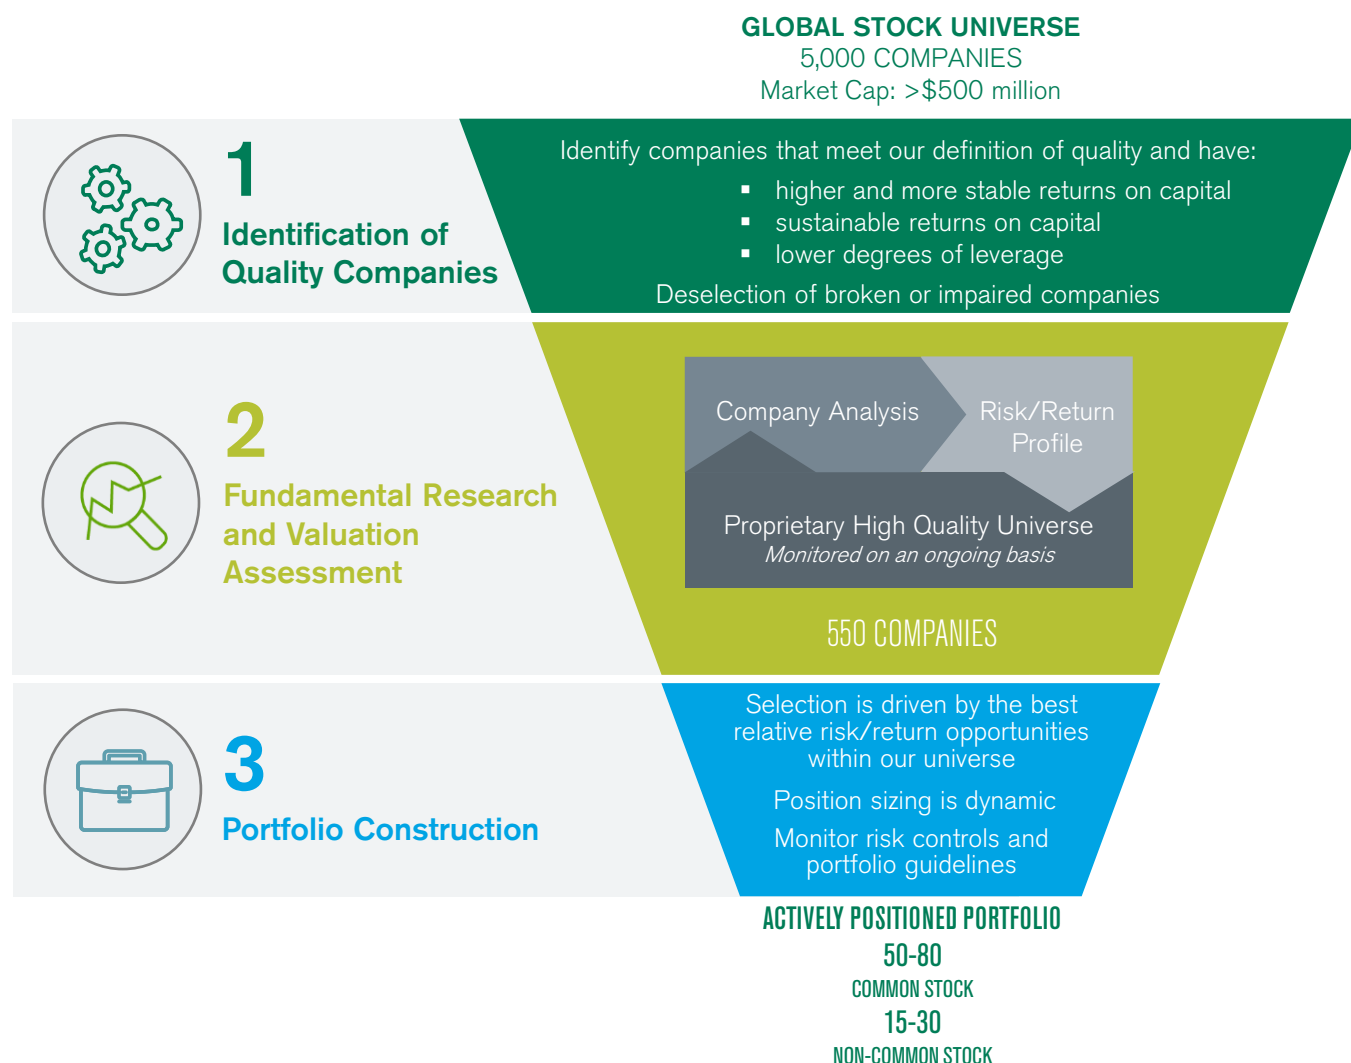 GLOBAL STOCK UNIVERSE
5,000 COMPANIES
Market Cap: >$500 million
1
Identification of
Quality Companies
Identify companies that meet our definition of quality and have:
▪ higher and more stable returns on capital
▪ sustainable returns on capital
▪ lower degrees of leverage
Deselection of broken or impaired companies
2
Fundamental Research
and Valuation
Assessment
Company Analysis
Risk/Return
Profile
Proprietary High Quality Universe
Monitored on an ongoing basis
550 COMPANIES
3
Portfolio Construction
Selection is driven by the best
relative risk/return opportunities
within our universe
Position sizing is dynamic
Monitor risk controls and
portfolio guidelines
ACTIVELY POSITIONED PORTFOLIO
50-80
COMMON STOCK
15-30
NON-COMMON STOCK